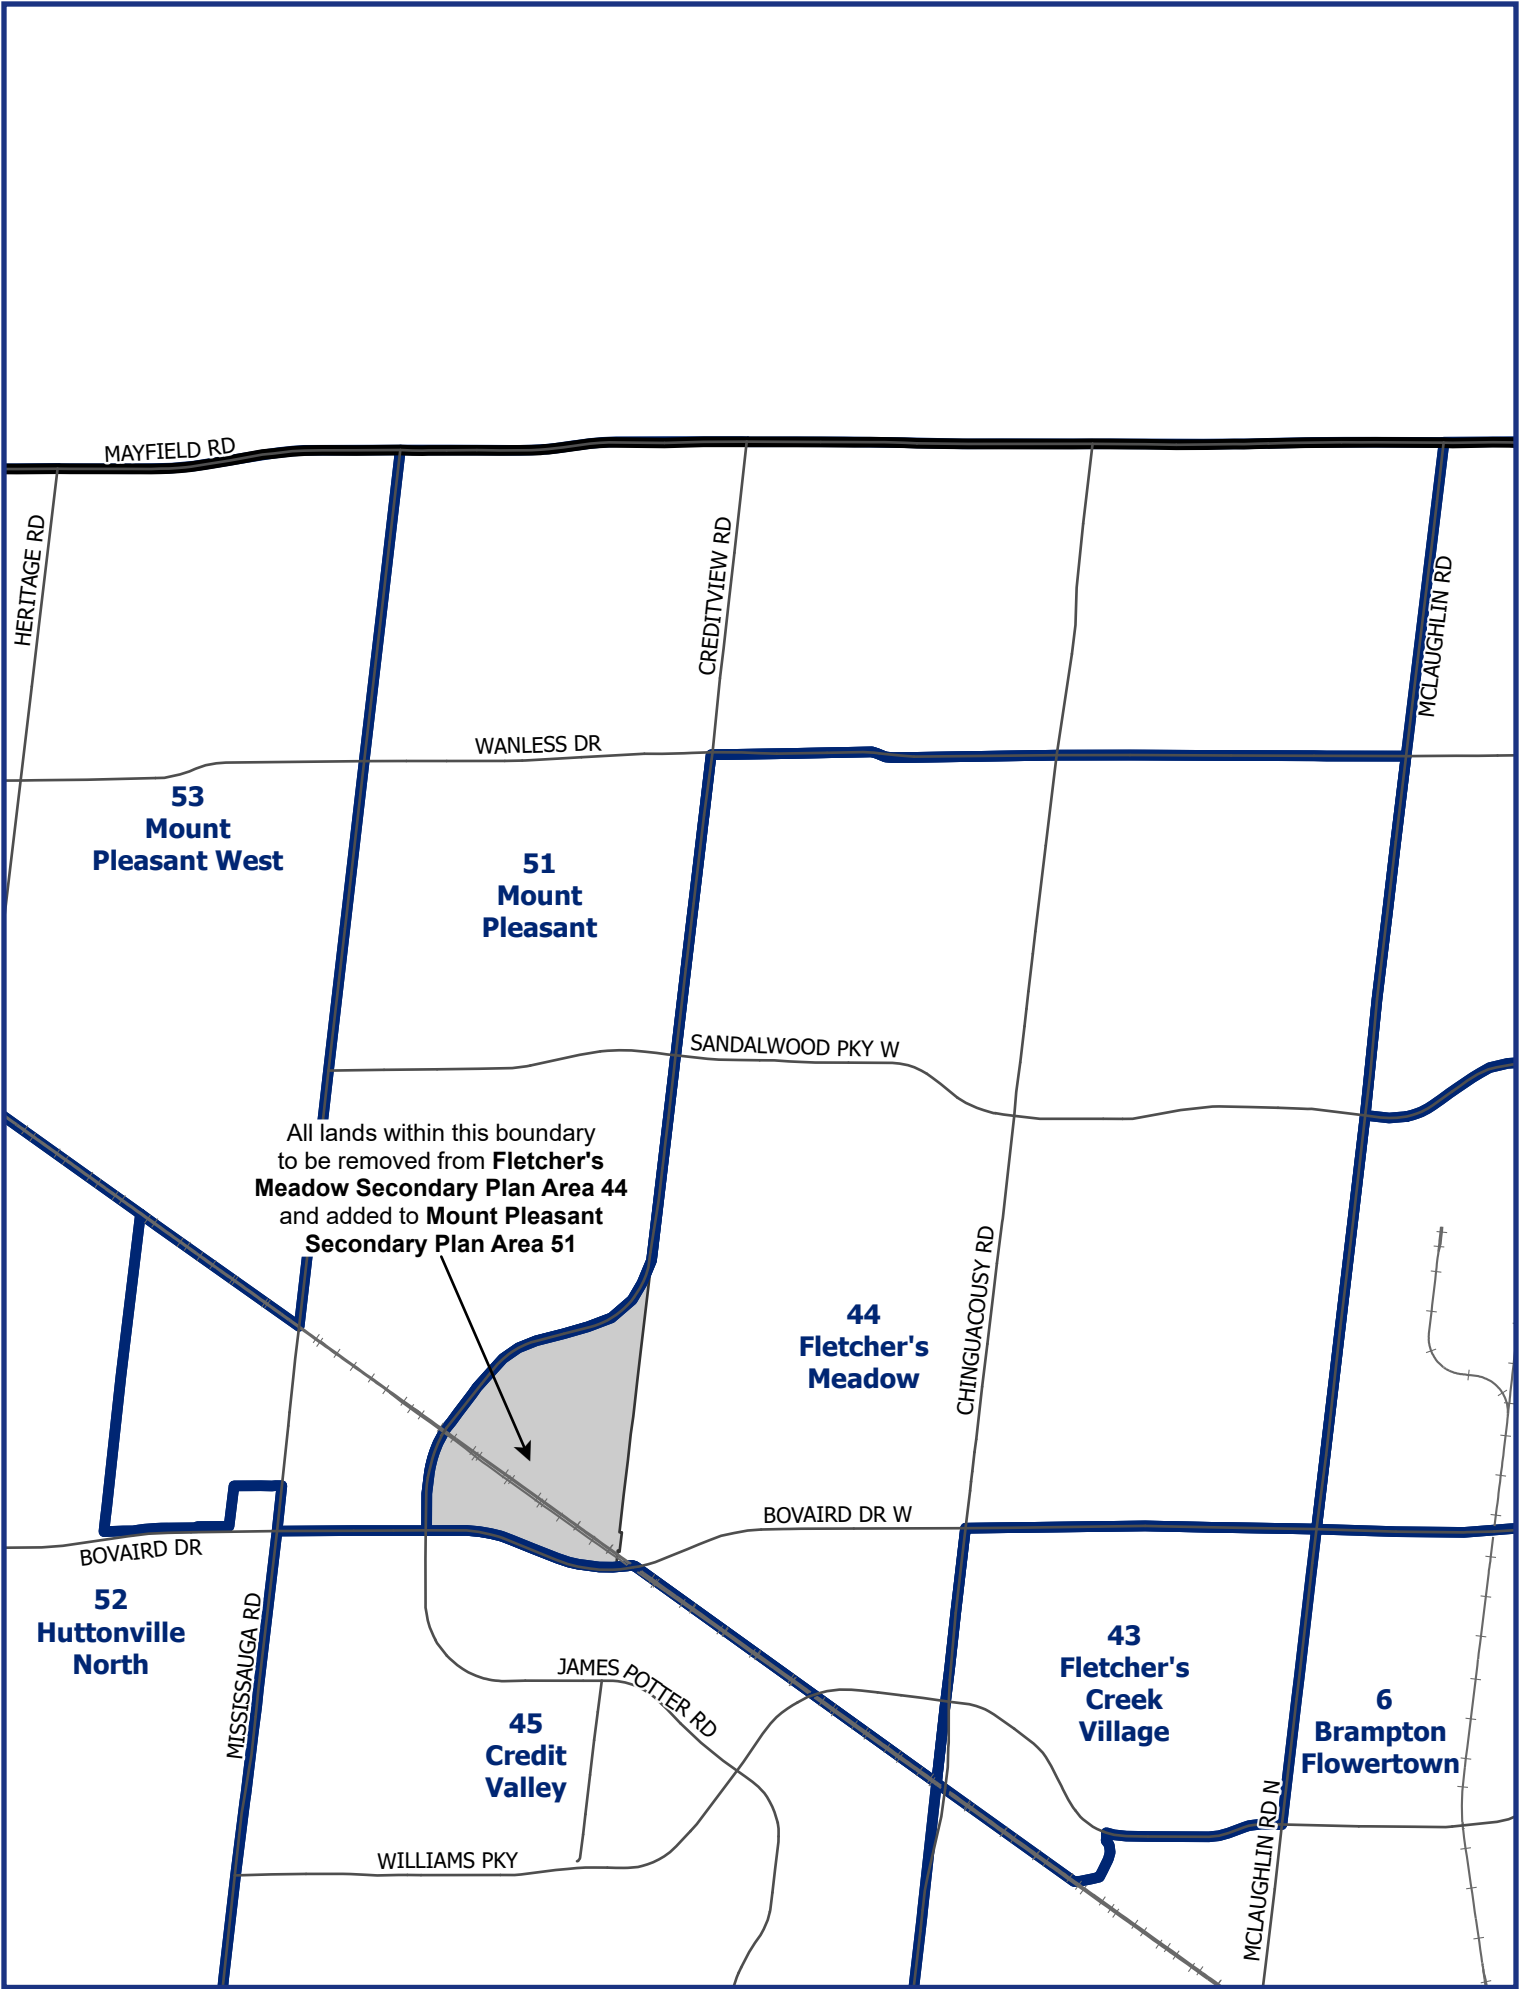 MAYFIELD RD
HERITAGE RD
CREDITVIEW RD
MCLAUGHLIN RD
WANLESS DR
53
Mount
Pleasant West
51
Mount
Pleasant
SANDALWOOD PKY W
All lands within this boundary
to be removed from Fletcher's
Meadow Secondary Plan Area 44
and added to Mount Pleasant
Secondary Plan Area 51
CHINGUACOUSY RD
44
Fletcher's
Meadow
BOVAIRD DR W
BOVAIRD DR
52
Huttonville
North
MISSISSAUGA RD
JAMES POTTER RD
43
Fletcher's
Creek
Village
45
Credit
Valley
6
Brampton
Flowertown
MCLAUGHLIN RD N
WILLIAMS PKY